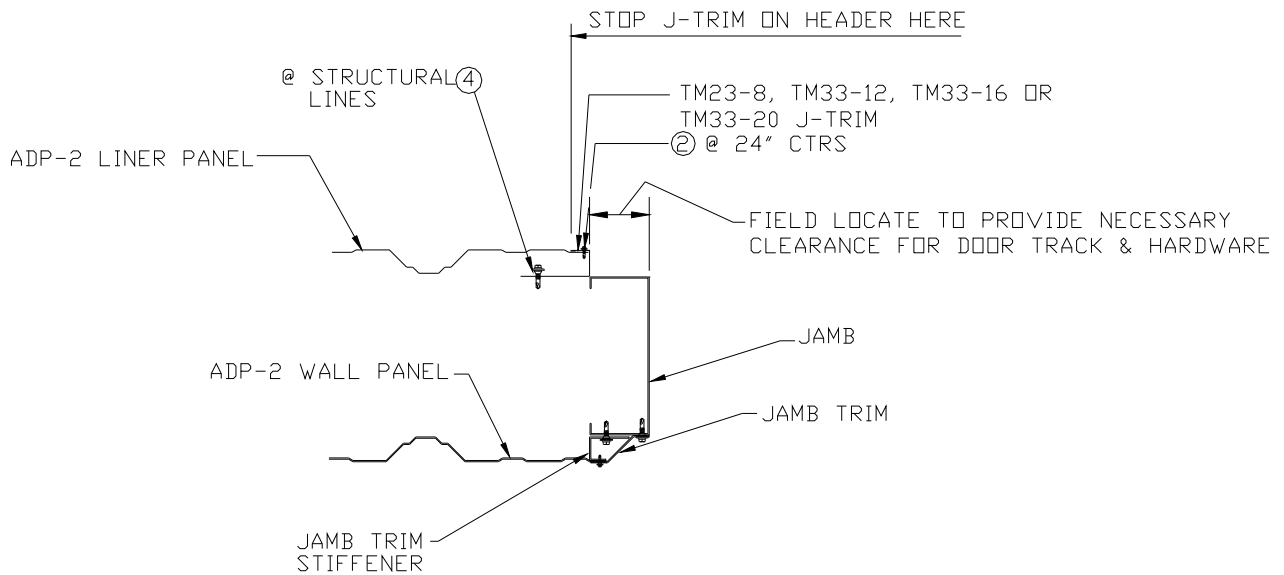 STOP J-TRIM ON HEADER HERE
@ STRUCTURAL 4
LINES
TM23-8, TM33-12, TM33-16 OR
TM33-20 J-TRIM
2 @ 24" CTRS
ADP-2 LINER PANEL
FIELD LOCATE TO PROVIDE NECESSARY
CLEARANCE FOR DOOR TRACK & HARDWARE
JAMB
ADP-2 WALL PANEL
JAMB TRIM
JAMB TRIM
STIFFENER